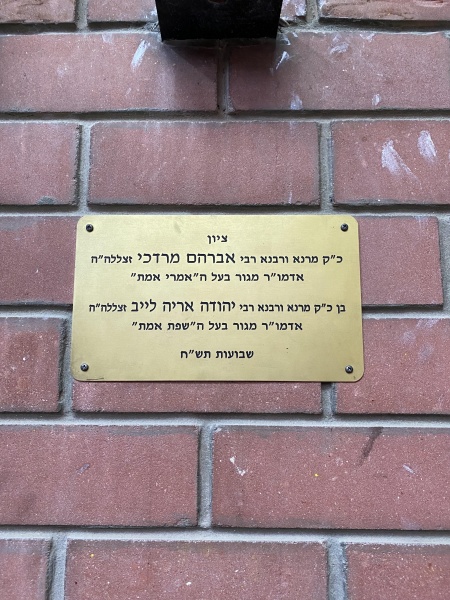 ציון
כ"ק מרנא ורבנא רבי אברהם מרדכי זצללה"ה
אדמו"ר מגור בעל ה"אמרי אמת"
בן כ"ק מרנא ורבנא רבי יהודה אריה לייב זצללה"ה
אדמו"ר מגור בעל ה"שפת אמת"
שבועות תש"ח